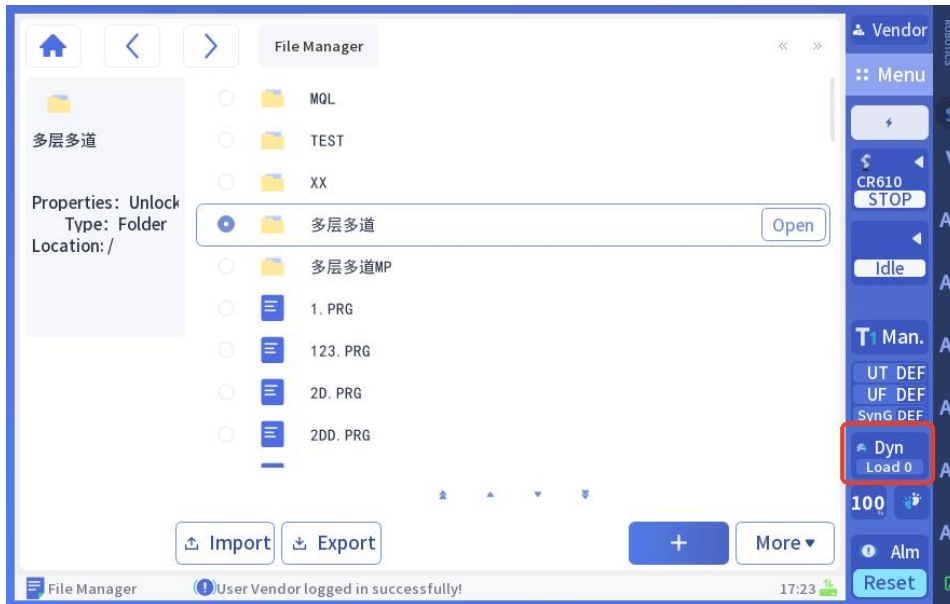 File Manager
«
»
多层多道
Properties: Unlock
Type: Folder
Location: /
MQL
TEST
XX
多层多道
Open
多层多道MP
1. PRG
123. PRG
2D. PRG
2DD. PRG
Import
Export
+
More
File Manager
User Vendor logged in successfully!
17:23
Vendor
Menu
CR610
STOP
Idle
T1 Man.
UT DEF
UF DEF
SynG DEF
Dyn
Load 0
100
%
Alm
Reset